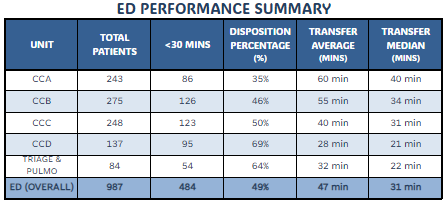 ED PERFORMANCE SUMMARY
UNIT TOTAL PATIENTS <30 MINS DISPOSITION PERCENTAGE (%) TRANSFER AVERAGE (MINS) TRANSFER MEDIAN (MINS)
CCA 243 86 35% 60 min 40 min
CCB 275 126 46% 55 min 34 min
CCC 248 123 50% 40 min 31 min
CCD 137 95 69% 28 min 21 min
TRIAGE & PULMO 84 54 64% 32 min 22 min
ED (OVERALL) 987 484 49% 47 min 31 min